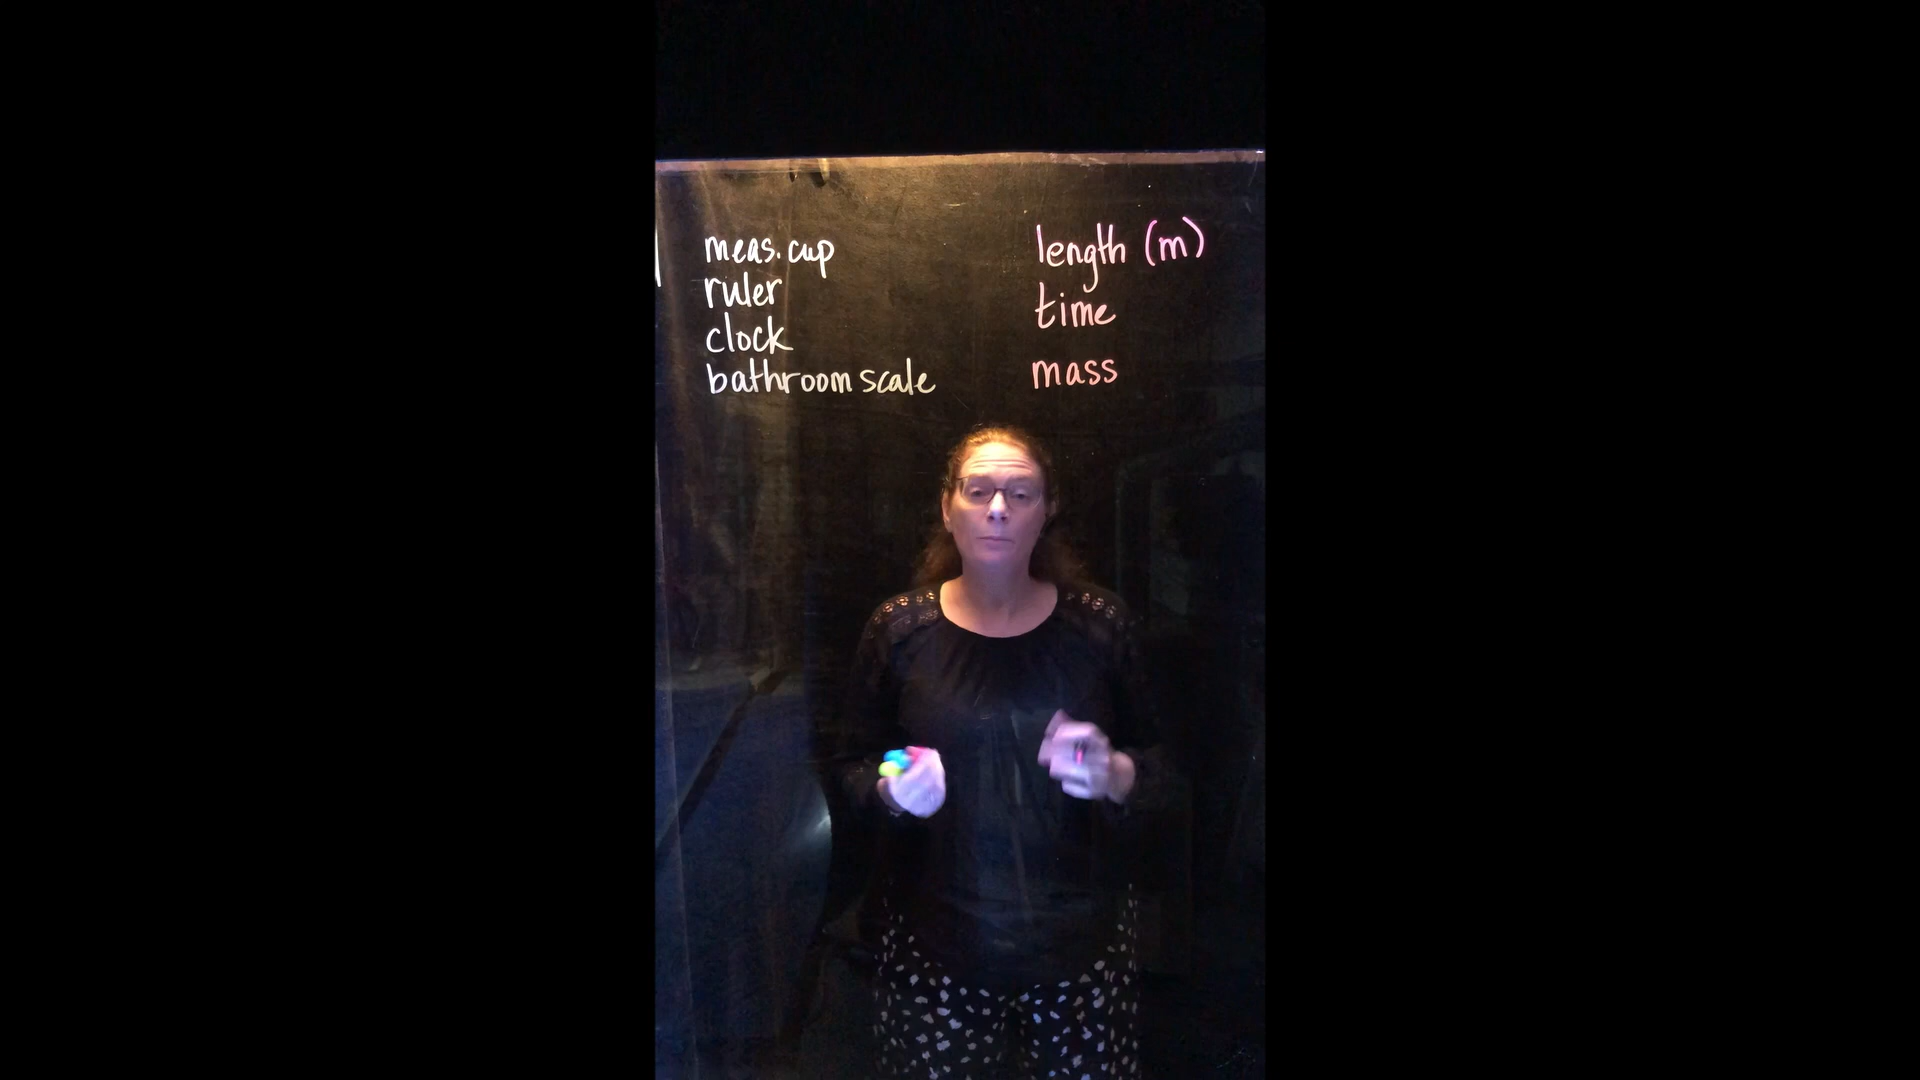 meas. cup
ruler
clock
bathroom scale
length (m)
time
mass